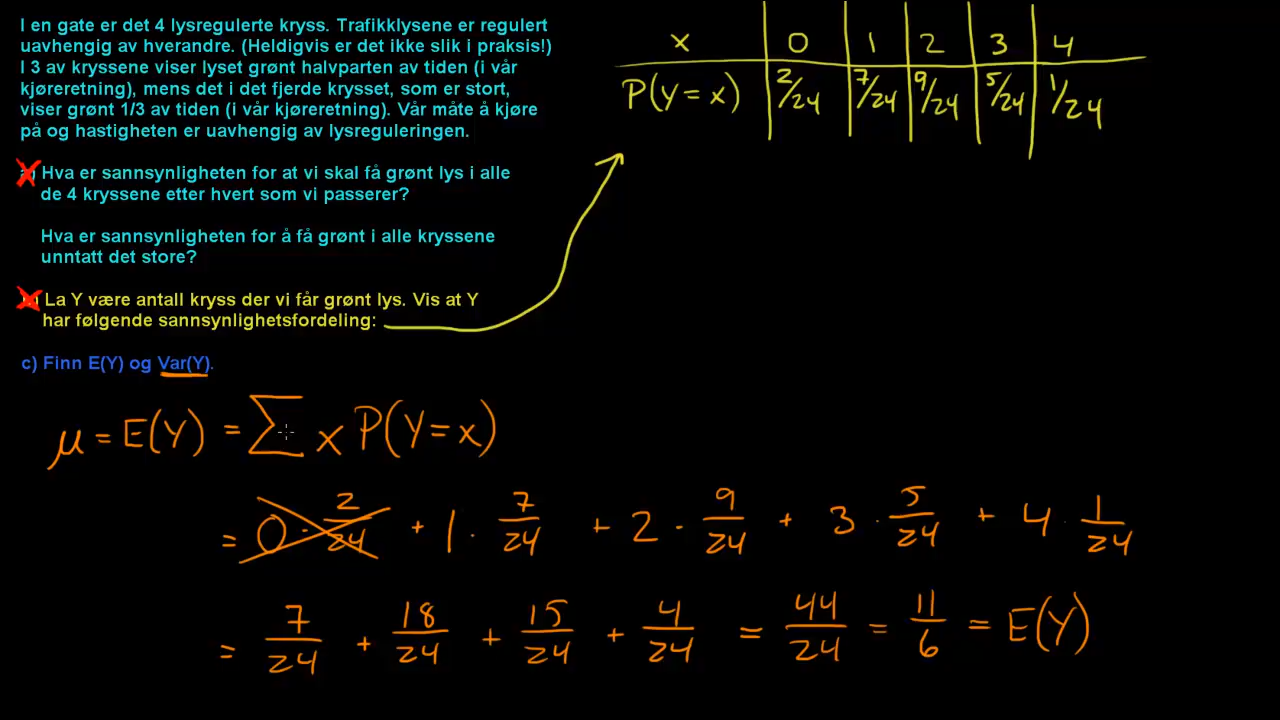 I en gate er det 4 lysregulerte kryss. Trafikklysene er regulert
uavhengig av hverandre. (Heldigvis er det ikke slik i praksis!)
I 3 av kryssene viser lyset grønt halvparten av tiden (i vår
kjøreretning), mens det i det fjerde krysset, som er stort,
viser grønt 1/3 av tiden (i vår kjøreretning). Vår måte å kjøre
på og hastigheten er uavhengig av lysreguleringen.
a) Hva er sannsynligheten for at vi skal få grønt lys i alle
de 4 kryssene etter hvert som vi passerer?
Hva er sannsynligheten for å få grønt i alle kryssene
unntatt det store?
b) La Y være antall kryss der vi får grønt lys. Vis at Y
har følgende sannsynlighetsfordeling:
c) Finn E(Y) og Var(Y).
x 0 1 2 3 4
P(Y = x) 2/24 7/24 9/24 5/24 1/24
μ = E(Y) = ∑ x P(Y = x)
= 0 · 2/24 + 1 · 7/24 + 2 · 9/24 + 3 · 5/24 + 4 · 1/24
= 7/24 + 18/24 + 15/24 + 4/24 = 44/24 = 11/6 = E(Y)